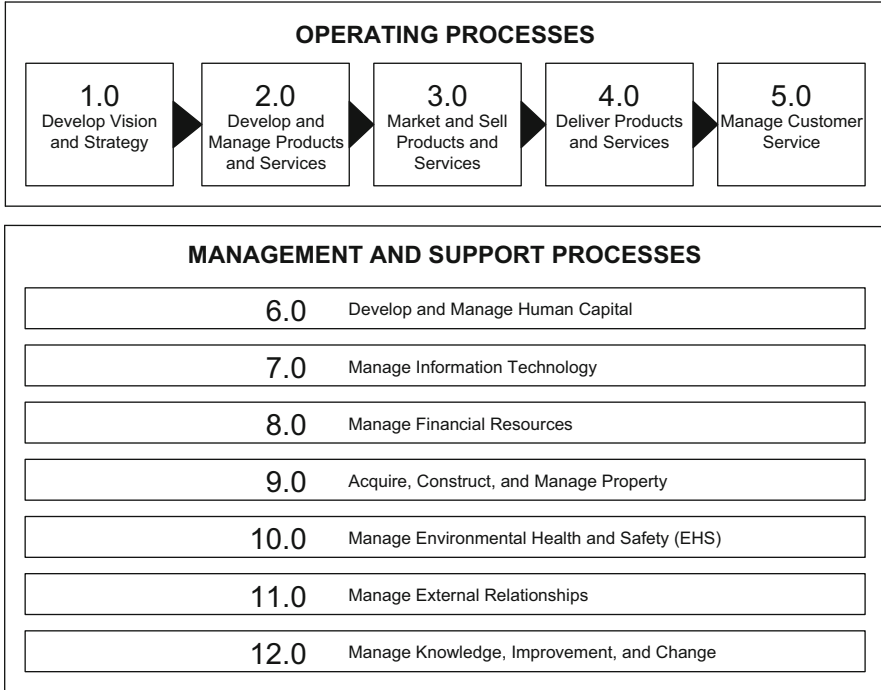 OPERATING PROCESSES
1.0
Develop Vision
and Strategy
2.0
Develop and
Manage Products
and Services
3.0
Market and Sell
Products and
Services
4.0
Deliver Products
and Services
5.0
Manage Customer
Service
MANAGEMENT AND SUPPORT PROCESSES
6.0 Develop and Manage Human Capital
7.0 Manage Information Technology
8.0 Manage Financial Resources
9.0 Acquire, Construct, and Manage Property
10.0 Manage Environmental Health and Safety (EHS)
11.0 Manage External Relationships
12.0 Manage Knowledge, Improvement, and Change